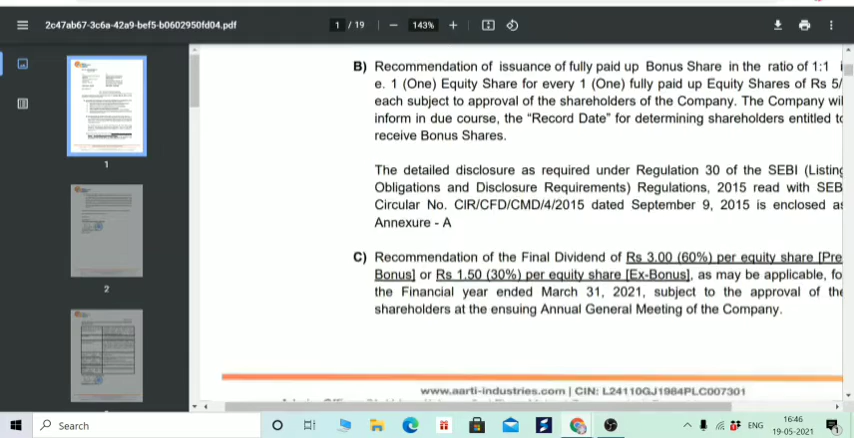 2c47ab67-3c6a-42a9-bef5-b0602950fd04.pdf
1 / 19
143%
B) Recommendation of issuance of fully paid up Bonus Share in the ratio of 1:1 i
e. 1 (One) Equity Share for every 1 (One) fully paid up Equity Shares of Rs 5/
each subject to approval of the shareholders of the Company. The Company wil
inform in due course, the “Record Date” for determining shareholders entitled to
receive Bonus Shares.
The detailed disclosure as required under Regulation 30 of the SEBI (Listing
Obligations and Disclosure Requirements) Regulations, 2015 read with SEB
Circular No. CIR/CFD/CMD/4/2015 dated September 9, 2015 is enclosed as
Annexure - A
C) Recommendation of the Final Dividend of Rs 3.00 (60%) per equity share [Pre
Bonus] or Rs 1.50 (30%) per equity share [Ex-Bonus], as may be applicable, fo
the Financial year ended March 31, 2021, subject to the approval of the
shareholders at the ensuing Annual General Meeting of the Company.
www.aarti-industries.com | CIN: L24110GJ1984PLC007301
1
2
Search
ENG
16:46
19-05-2021